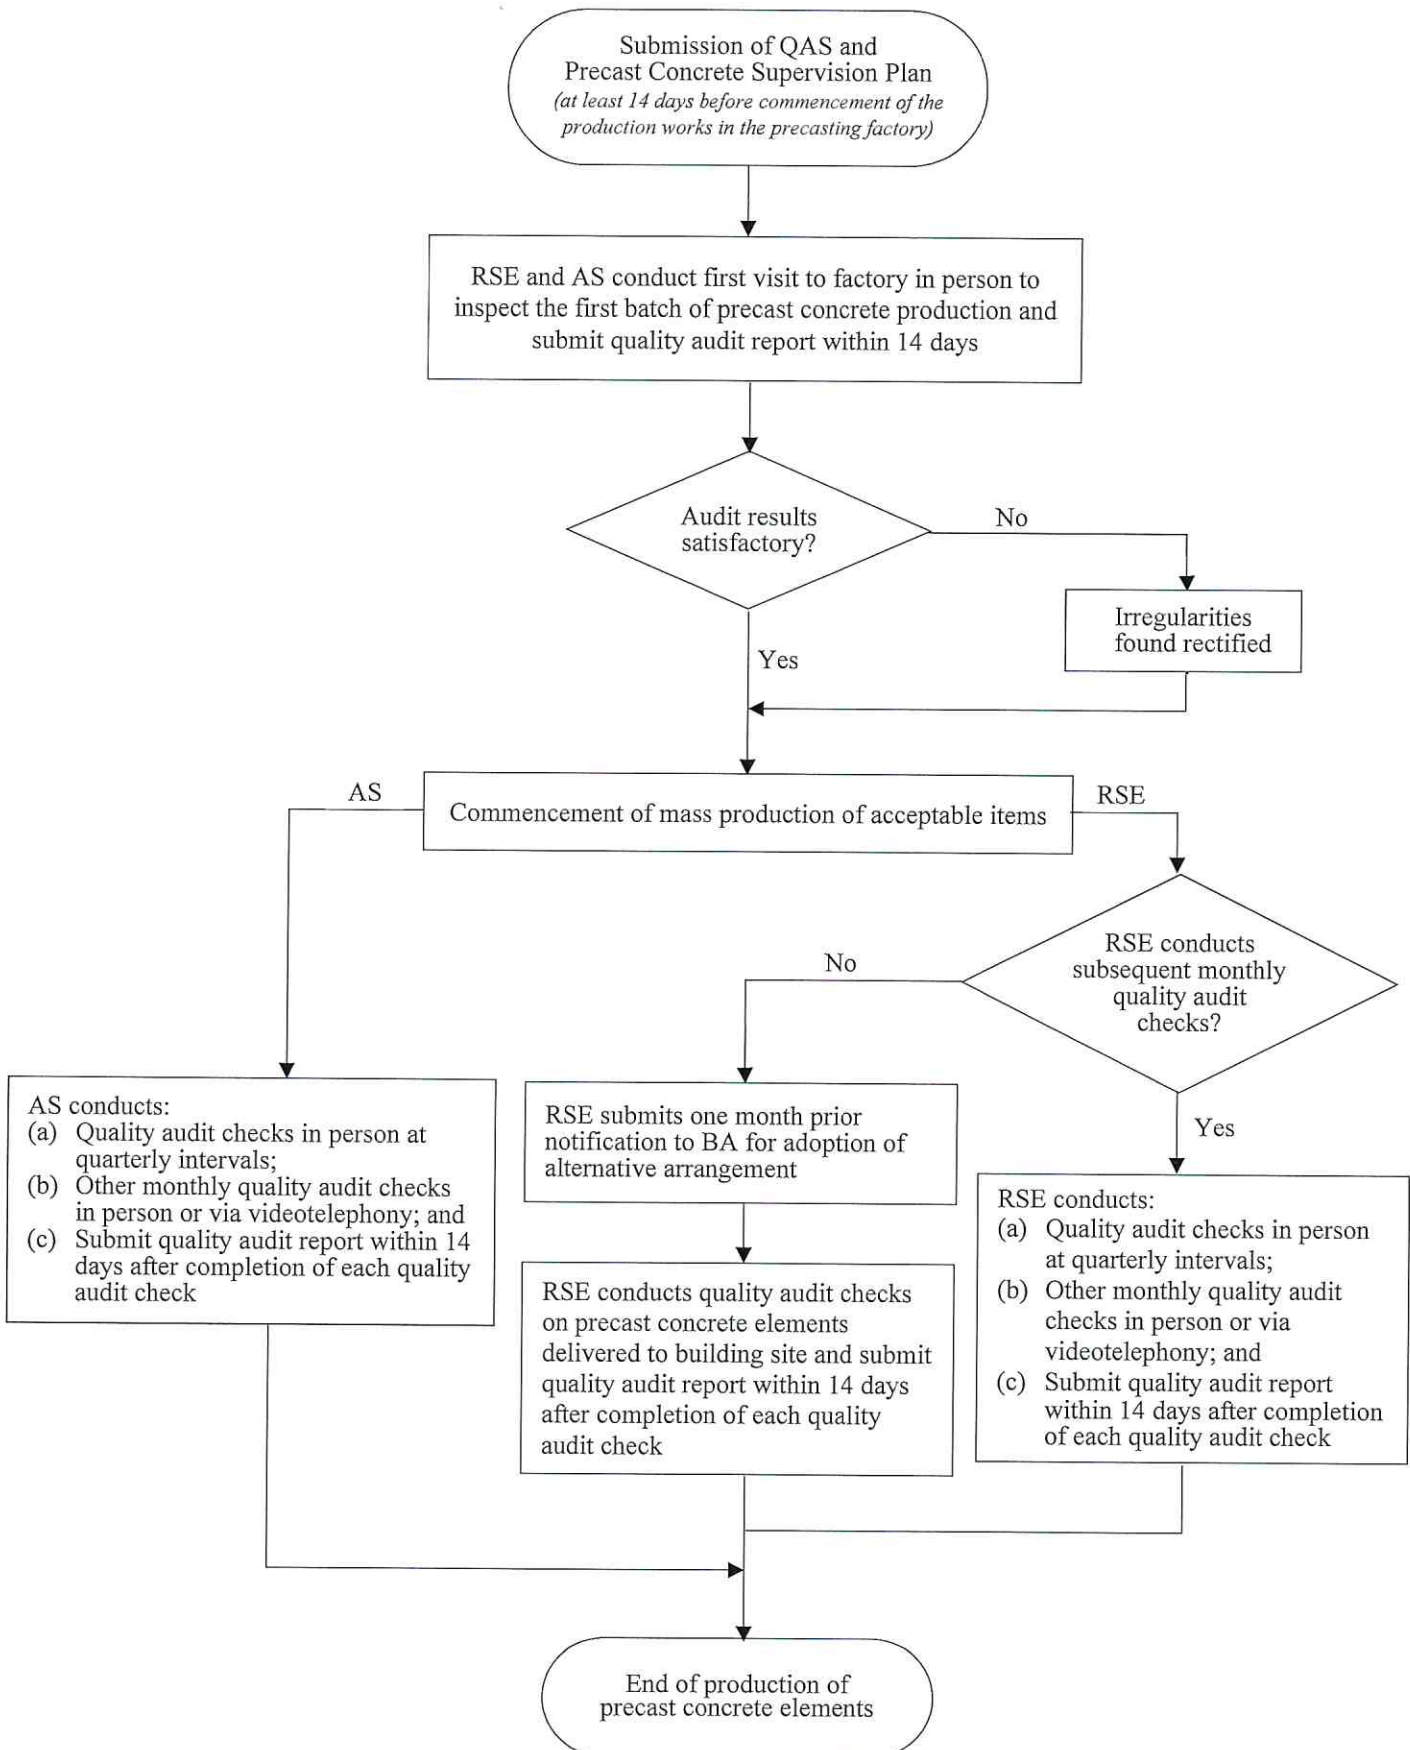 Submission of QAS and
Precast Concrete Supervision Plan
(at least 14 days before commencement of the
production works in the precasting factory)
RSE and AS conduct first visit to factory in person to
inspect the first batch of precast concrete production and
submit quality audit report within 14 days
Audit results
satisfactory?
No
Irregularities
found rectified
Yes
AS
Commencement of mass production of acceptable items
RSE
RSE conducts
subsequent monthly
quality audit
checks?
No
Yes
AS conducts:
(a) Quality audit checks in person at
quarterly intervals;
(b) Other monthly quality audit checks
in person or via videotelephony; and
(c) Submit quality audit report within 14
days after completion of each quality
audit check
RSE submits one month prior
notification to BA for adoption of
alternative arrangement
RSE conducts quality audit checks
on precast concrete elements
delivered to building site and submit
quality audit report within 14 days
after completion of each quality
audit check
RSE conducts:
(a) Quality audit checks in person
at quarterly intervals;
(b) Other monthly quality audit
checks in person or via
videotelephony; and
(c) Submit quality audit report
within 14 days after completion
of each quality audit check
End of production of
precast concrete elements